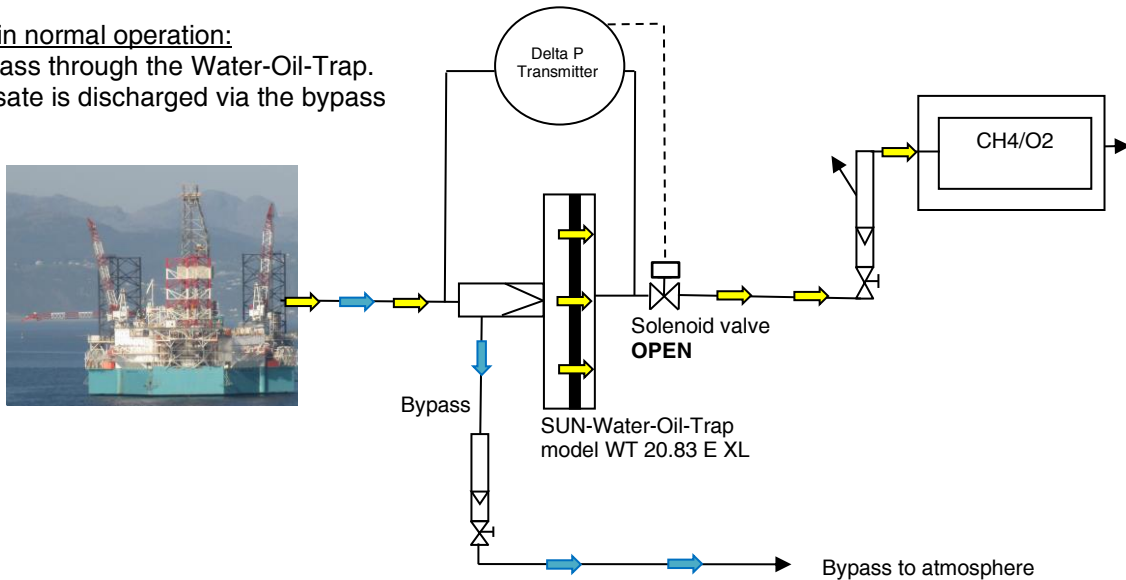 in normal operation:
ass through the Water-Oil-Trap.
sate is discharged via the bypass
Delta P
Transmitter
CH4/O2
Solenoid valve
OPEN
Bypass
SUN-Water-Oil-Trap
model WT 20.83 E XL
Bypass to atmosphere